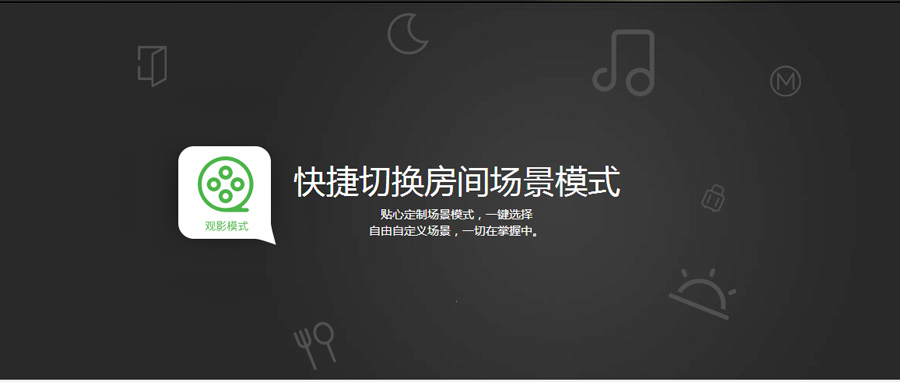 快捷切换房间场景模式
贴心定制场景模式，一键选择
自由自定义场景，一切在掌握中。
观影模式
M